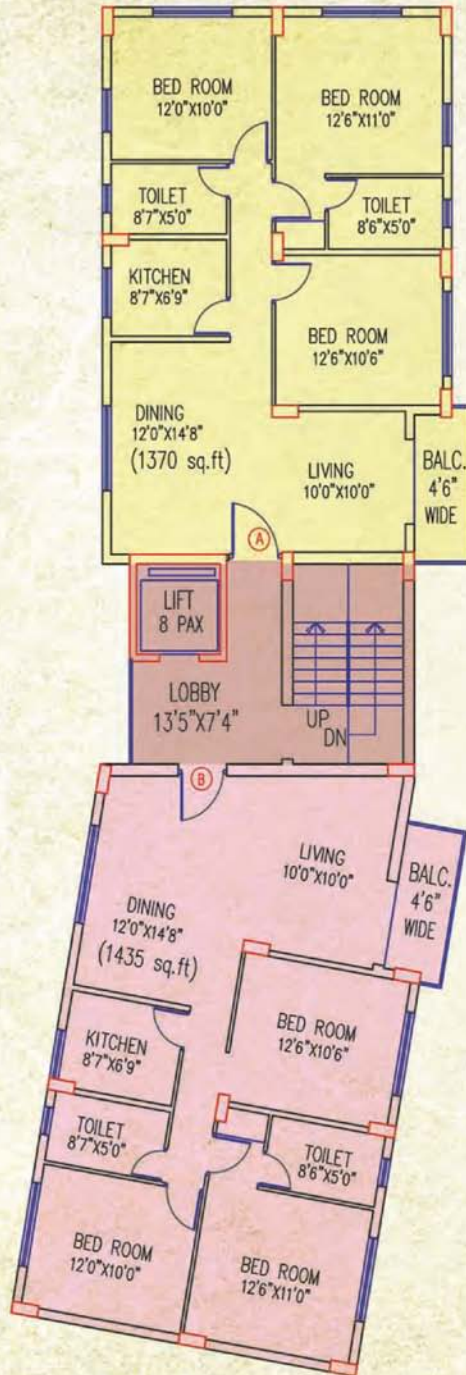 BED ROOM
12'0"X10'0"
BED ROOM
12'6"X11'0"
TOILET
8'7"X5'0"
TOILET
8'6"X5'0"
KITCHEN
8'7"X6'9"
BED ROOM
12'6"X10'6"
DINING
12'0"X14'8"
(1370 sq.ft)
LIVING
10'0"X10'0"
BALC.
4'6"
WIDE
A
LIFT
8 PAX
LOBBY
13'5"X7'4"
UP
DN
B
LIVING
10'0"X10'0"
BALC.
4'6"
WIDE
DINING
12'0"X14'8"
(1435 sq.ft)
KITCHEN
8'7"X6'9"
BED ROOM
12'6"X10'6"
TOILET
8'7"X5'0"
TOILET
8'6"X5'0"
BED ROOM
12'0"X10'0"
BED ROOM
12'6"X11'0"